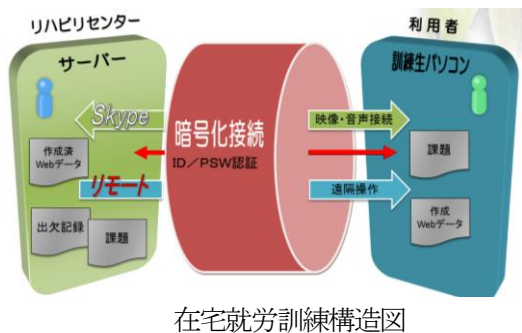 リハビリセンター
利用者
サーバー
訓練生パソコン
Skype
暗号化接続
ID／PSW認証
映像・音声接続
作成済
Webデータ
課題
リモート
遠隔操作
出欠記録
課題
作成
Webデータ
在宅就労訓練構造図